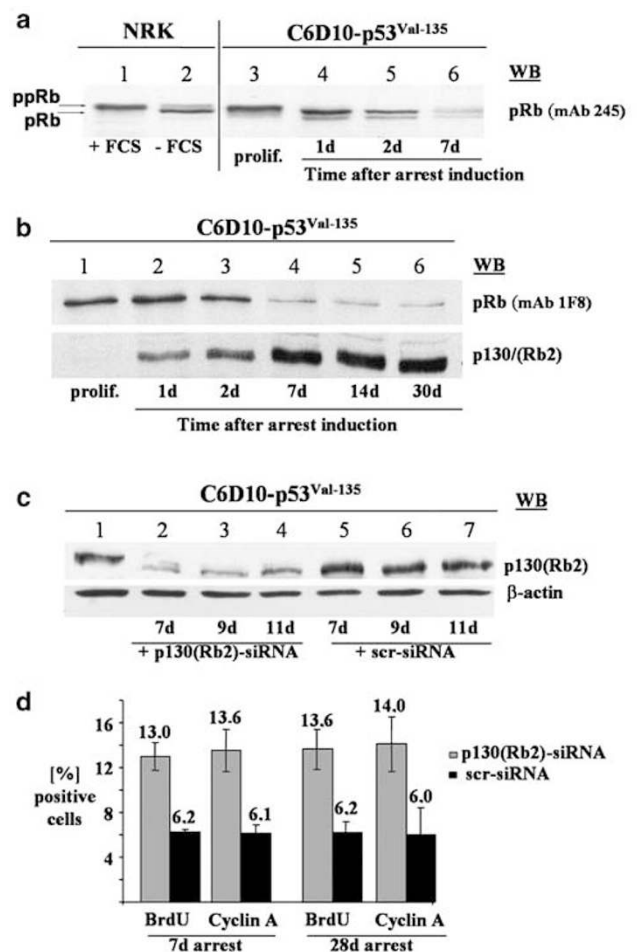 a
NRK C6D10-p53Val-135
1 2 3 4 5 6 WB
ppRb
pRb
pRb (mAb 245)
+ FCS - FCS prolif. 1d 2d 7d
Time after arrest induction
b
C6D10-p53Val-135
1 2 3 4 5 6 WB
pRb (mAb 1F8)
p130/(Rb2)
prolif. 1d 2d 7d 14d 30d
Time after arrest induction
c
C6D10-p53Val-135
WB
1 2 3 4 5 6 7
p130(Rb2)
β-actin
7d 9d 11d 7d 9d 11d
+ p130(Rb2)-siRNA + scr-siRNA
d
16
12
8
4
[%]
positive
cells
13.0 13.6 13.6 14.0
6.2 6.1 6.2 6.0
p130(Rb2)-siRNA
scr-siRNA
BrdU Cyclin A BrdU Cyclin A
7d arrest 28d arrest